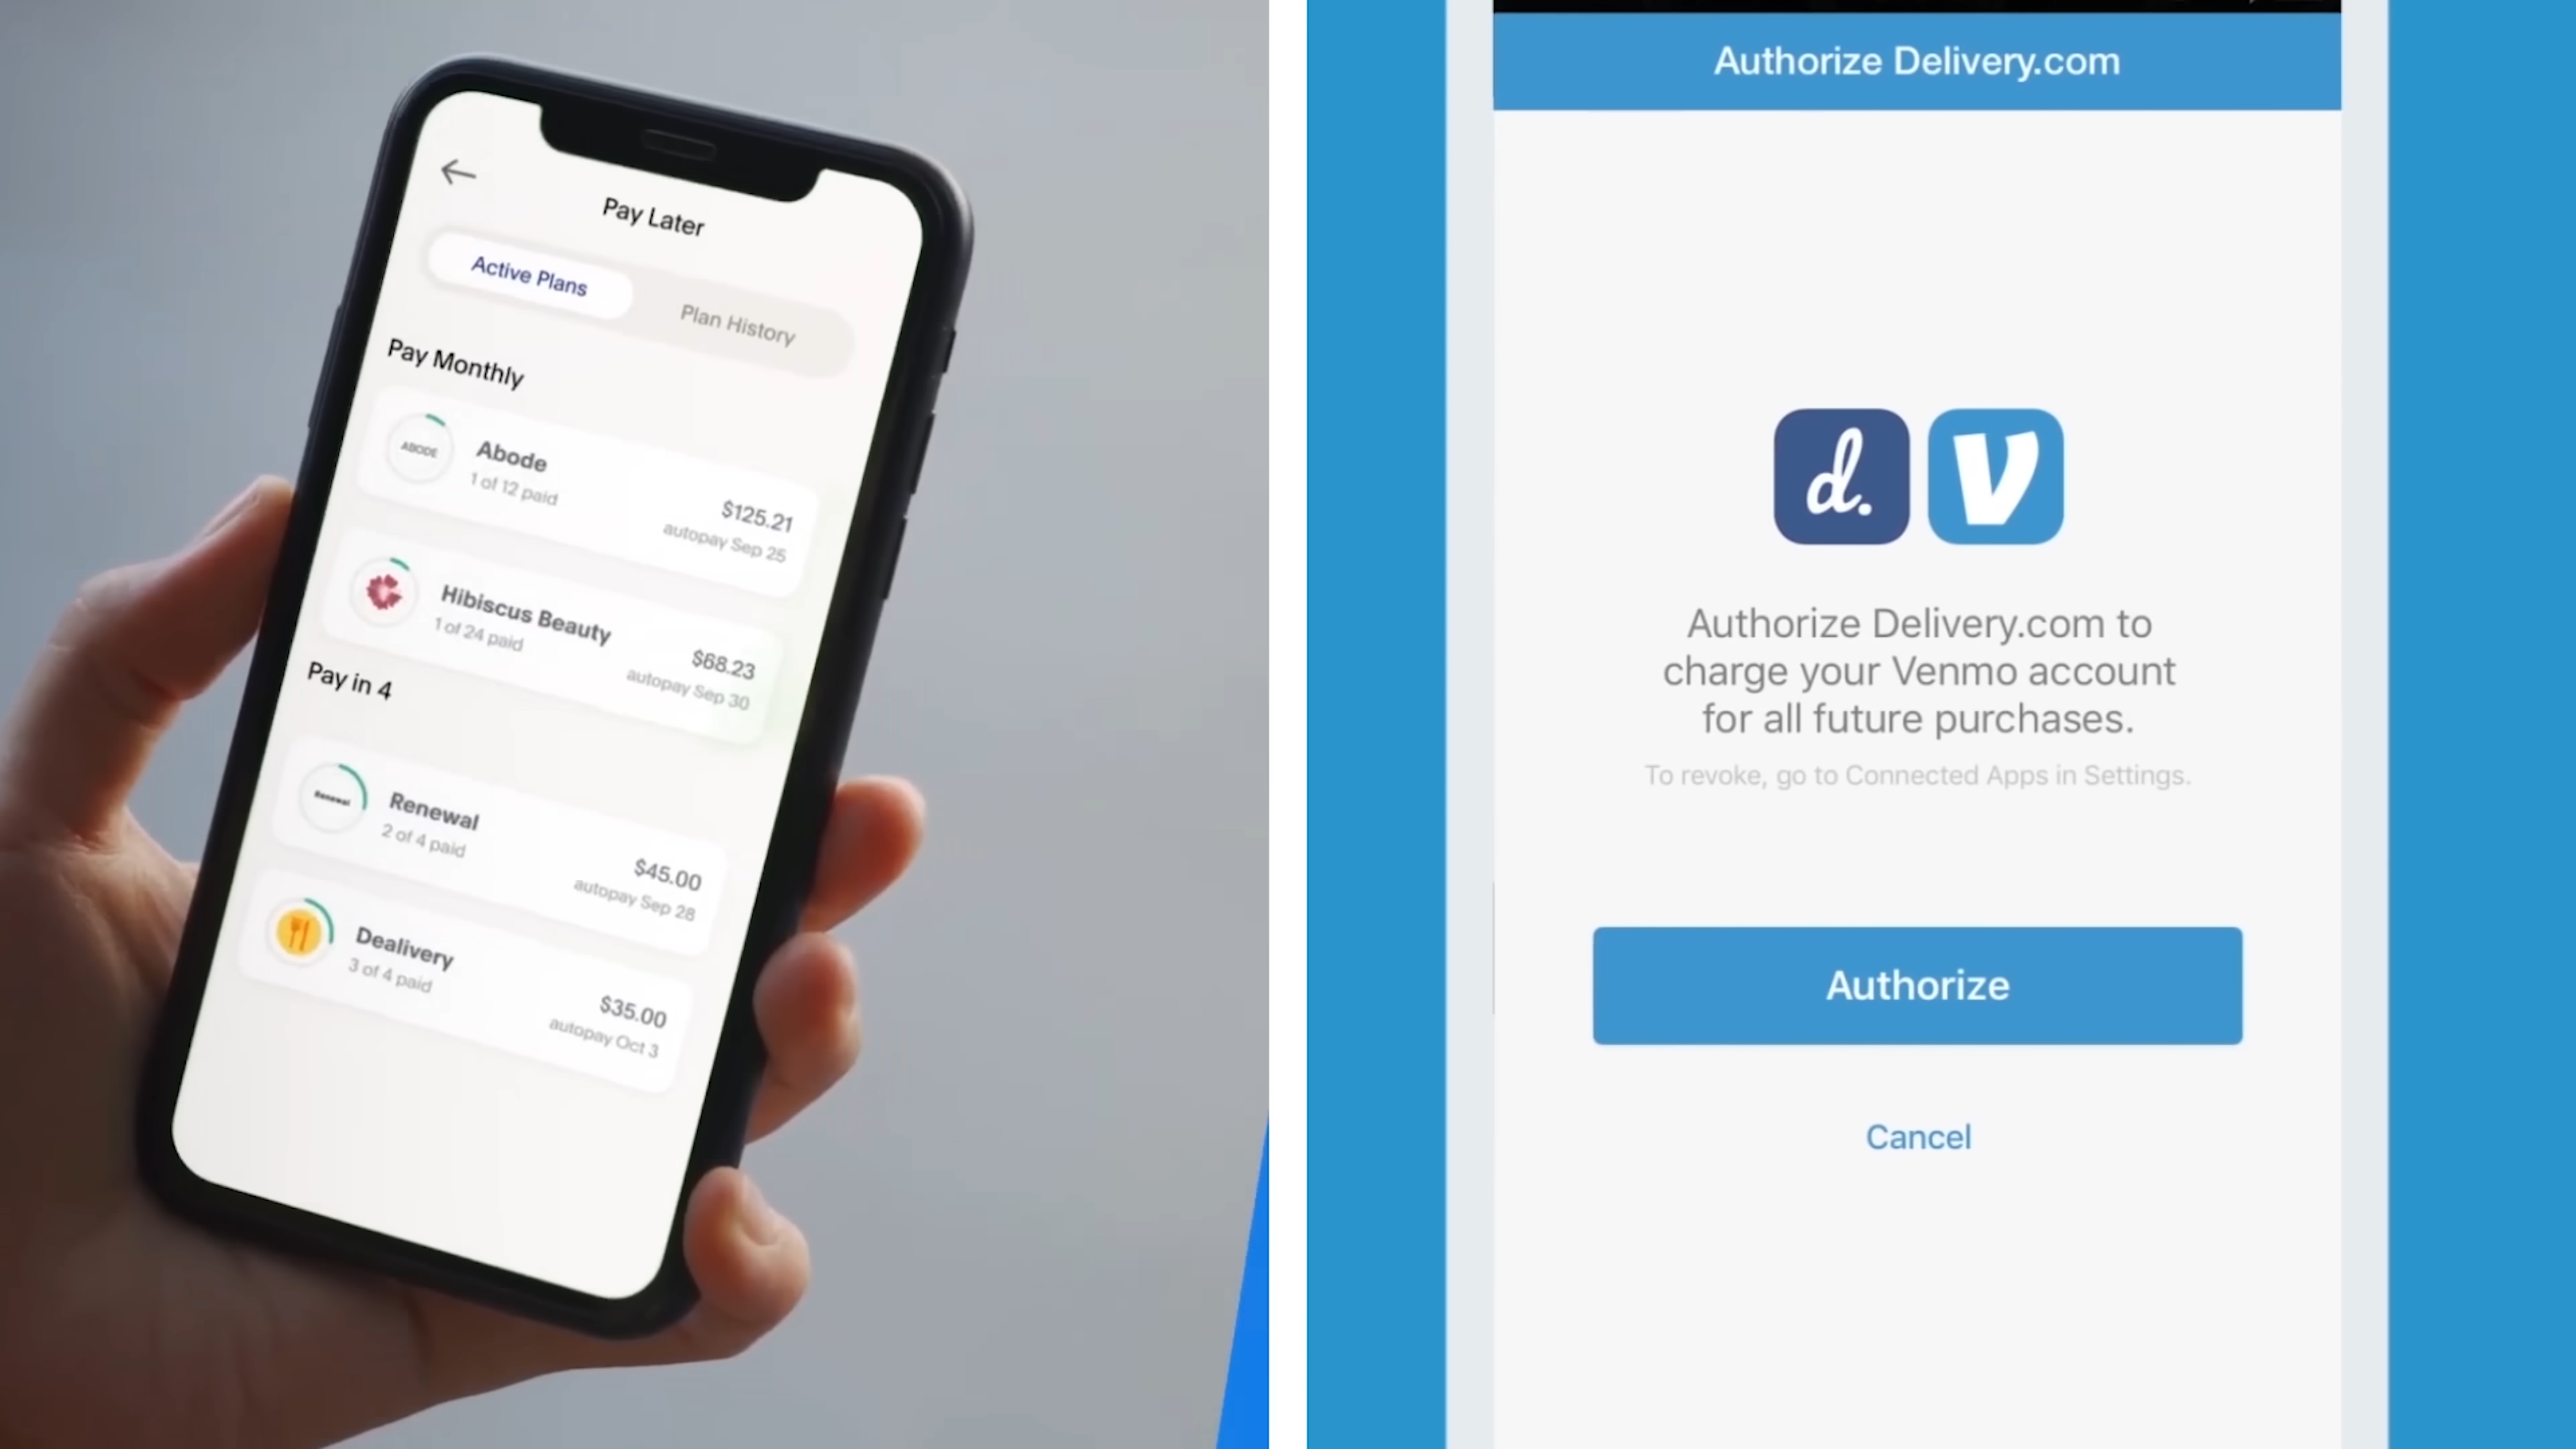 Pay Later
Active Plans
Plan History
Pay Monthly
ABODE
Abode
1 of 12 paid
$125.21
autopay Sep 25
Hibiscus Beauty
1 of 24 paid
$68.23
autopay Sep 30
Pay in 4
Renewal
Renewal
2 of 4 paid
$45.00
autopay Sep 28
Dealivery
3 of 4 paid
$35.00
autopay Oct 3
Authorize Delivery.com
d.
V
Authorize Delivery.com to
charge your Venmo account
for all future purchases.
To revoke, go to Connected Apps in Settings.
Authorize
Cancel